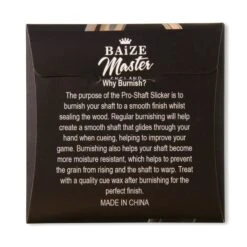 BAIZE
Master
ENGLAND
Why Burnish?
The purpose of the Pro-Shaft Slicker is to
burnish your shaft to a smooth finish whilst
sealing the wood. Regular burnishing will help
create a smooth shaft that glides through your
hand when cueing, helping to improve your
game. Burnishing also helps your shaft become
more moisture resistant, which helps to prevent
the grain from rising and the shaft to warp. Treat
with a quality cue wax after burnishing for the
perfect finish.
MADE IN CHINA